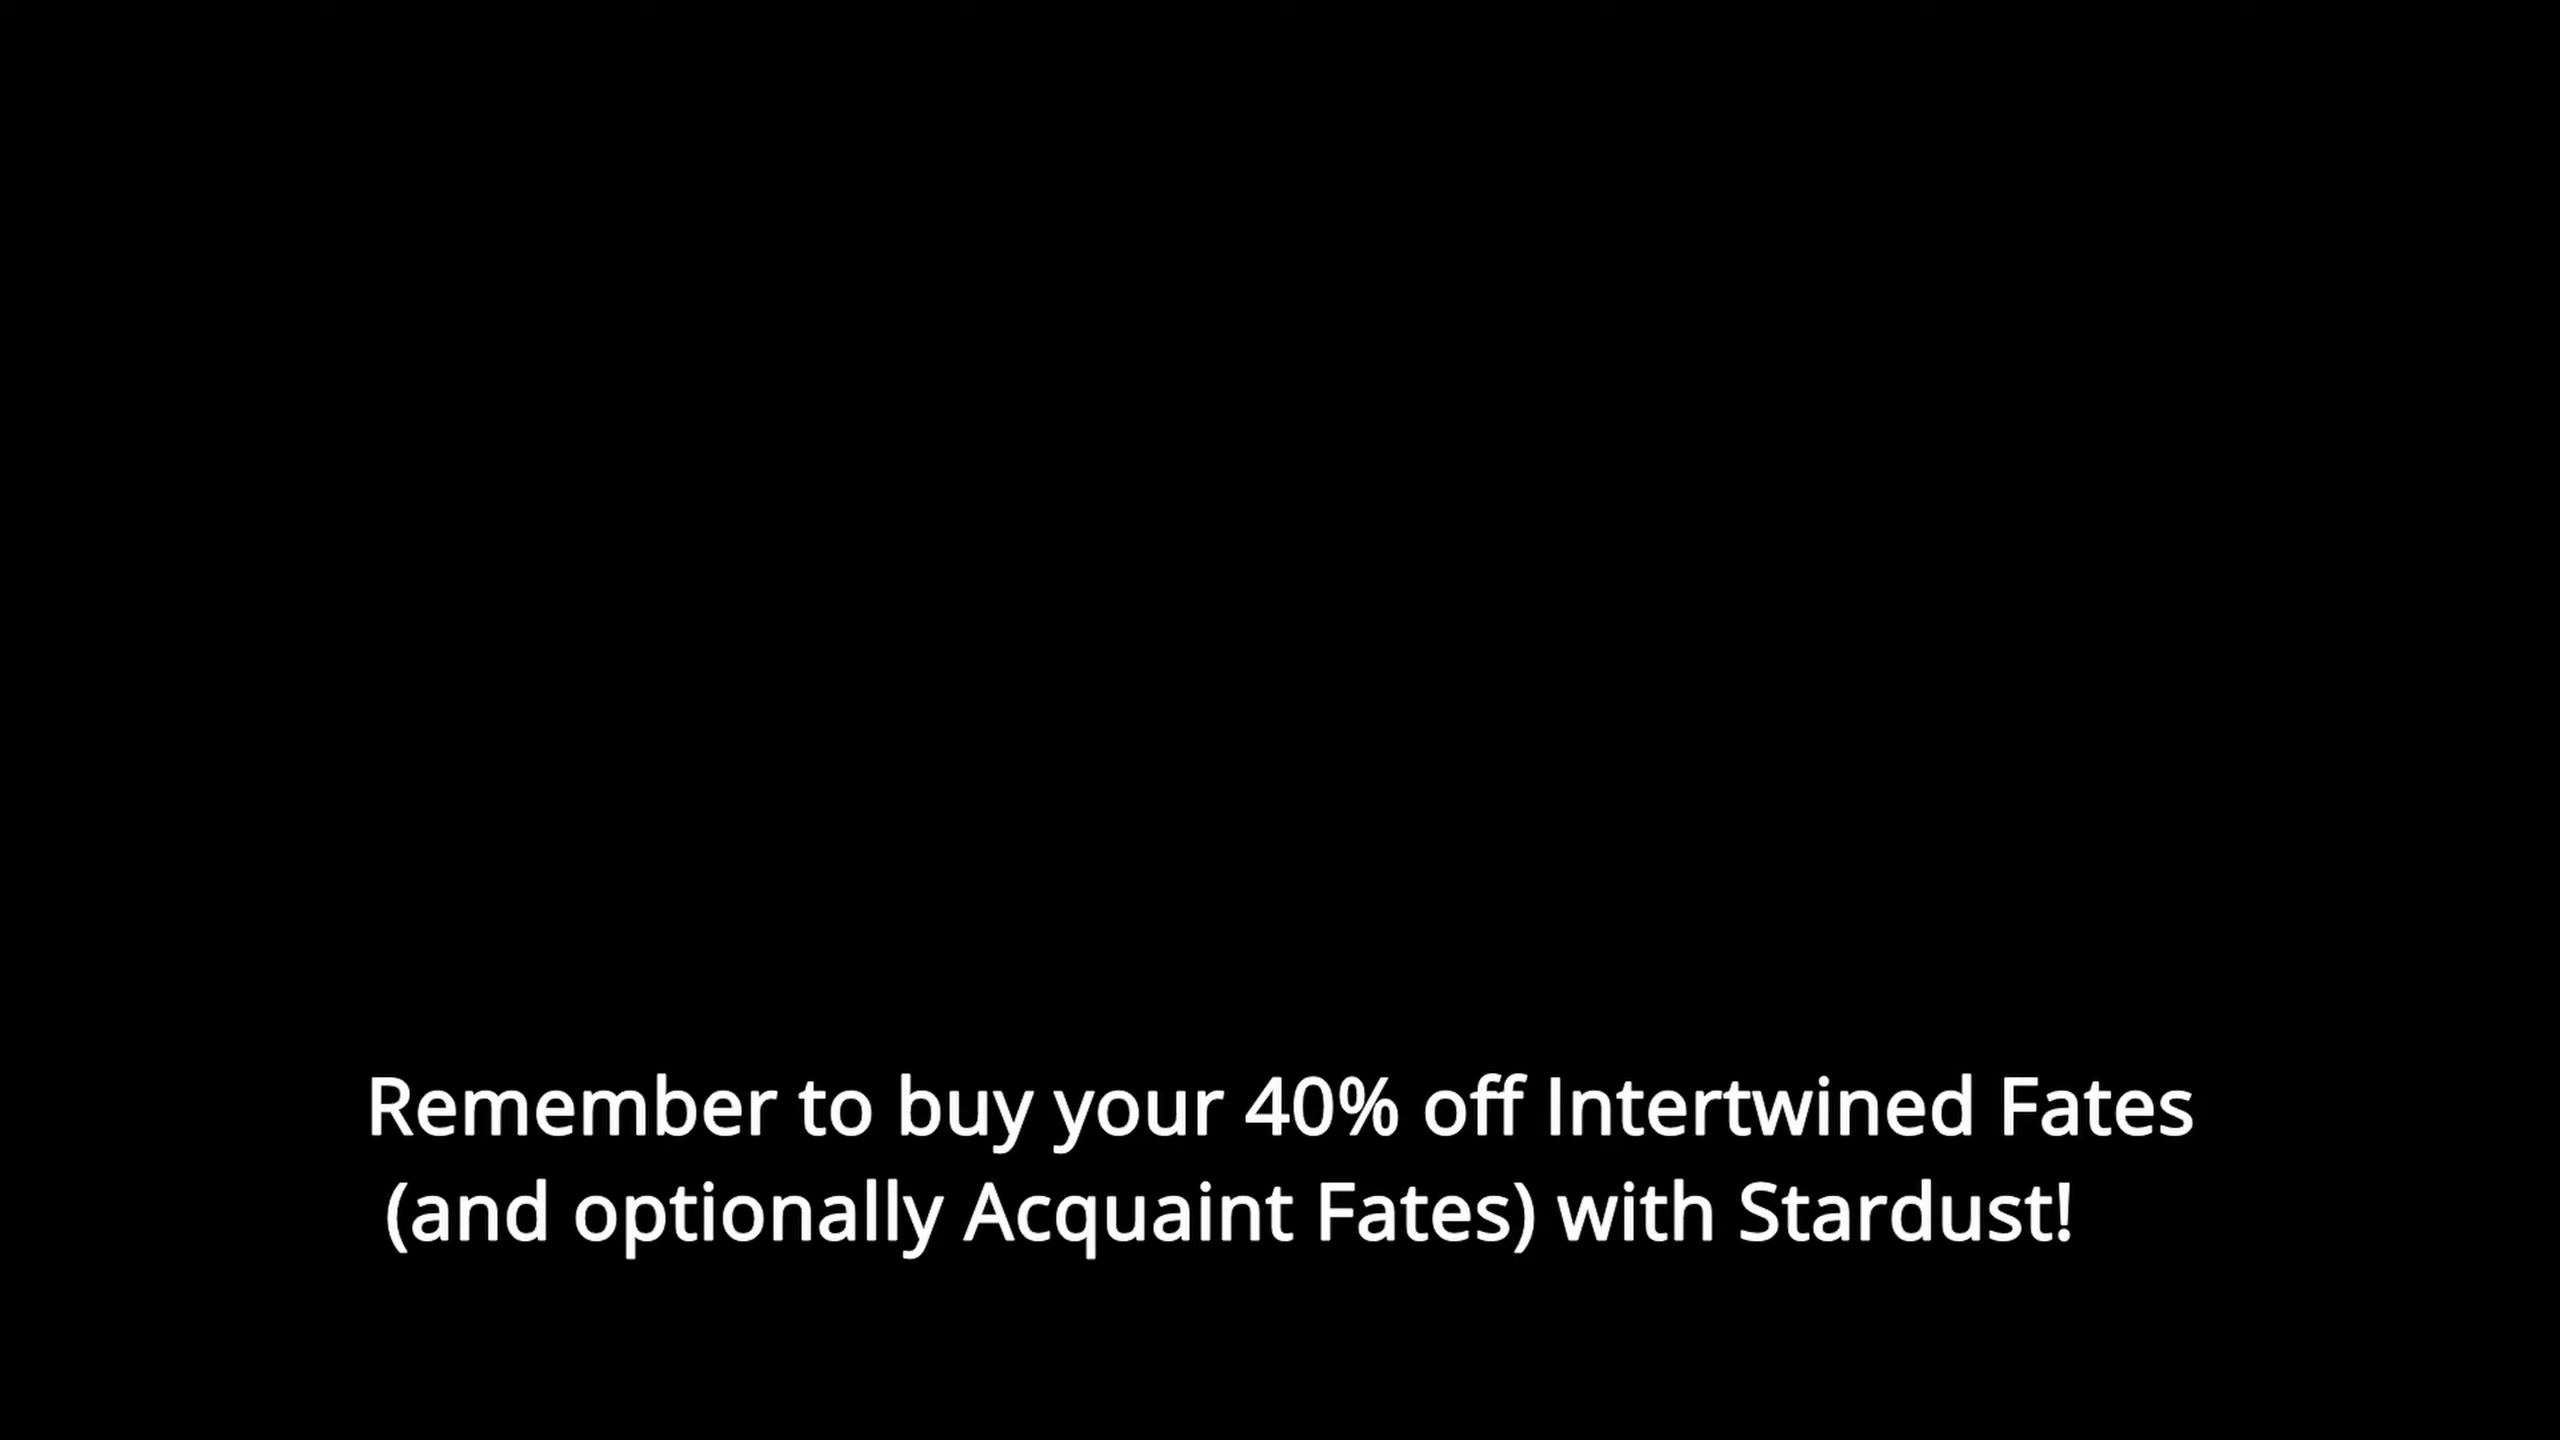 Remember to buy your 40% off Intertwined Fates
(and optionally Acquaint Fates) with Stardust!